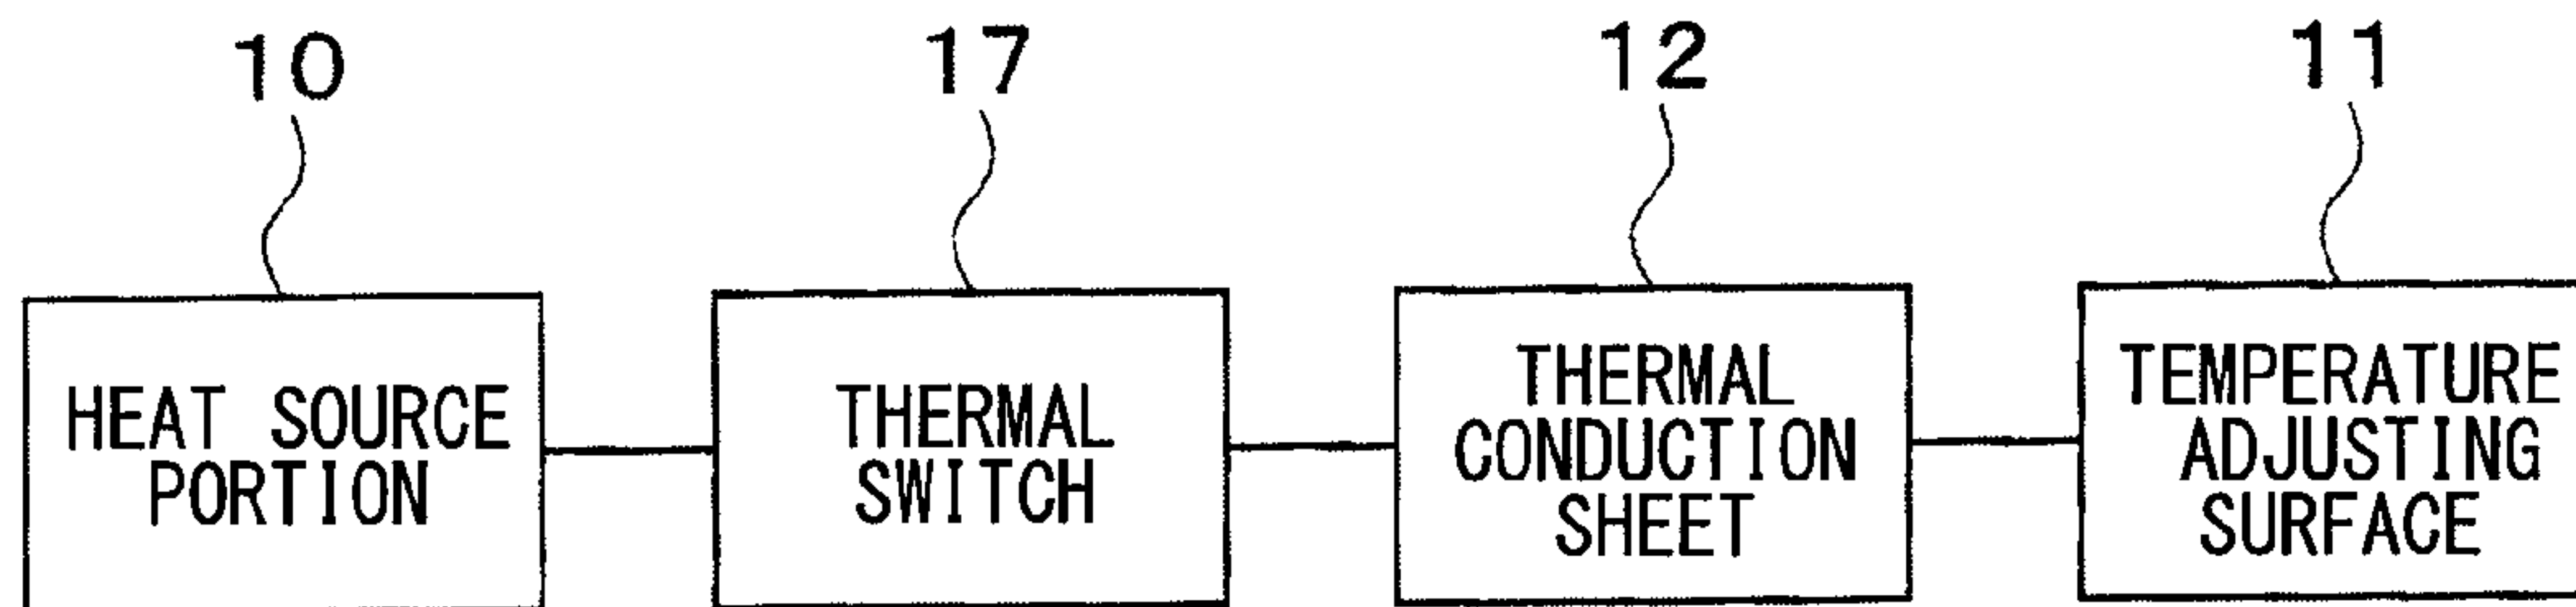 10
17
12
11
HEAT SOURCE
PORTION
THERMAL
SWITCH
THERMAL
CONDUCTION
SHEET
TEMPERATURE
ADJUSTING
SURFACE